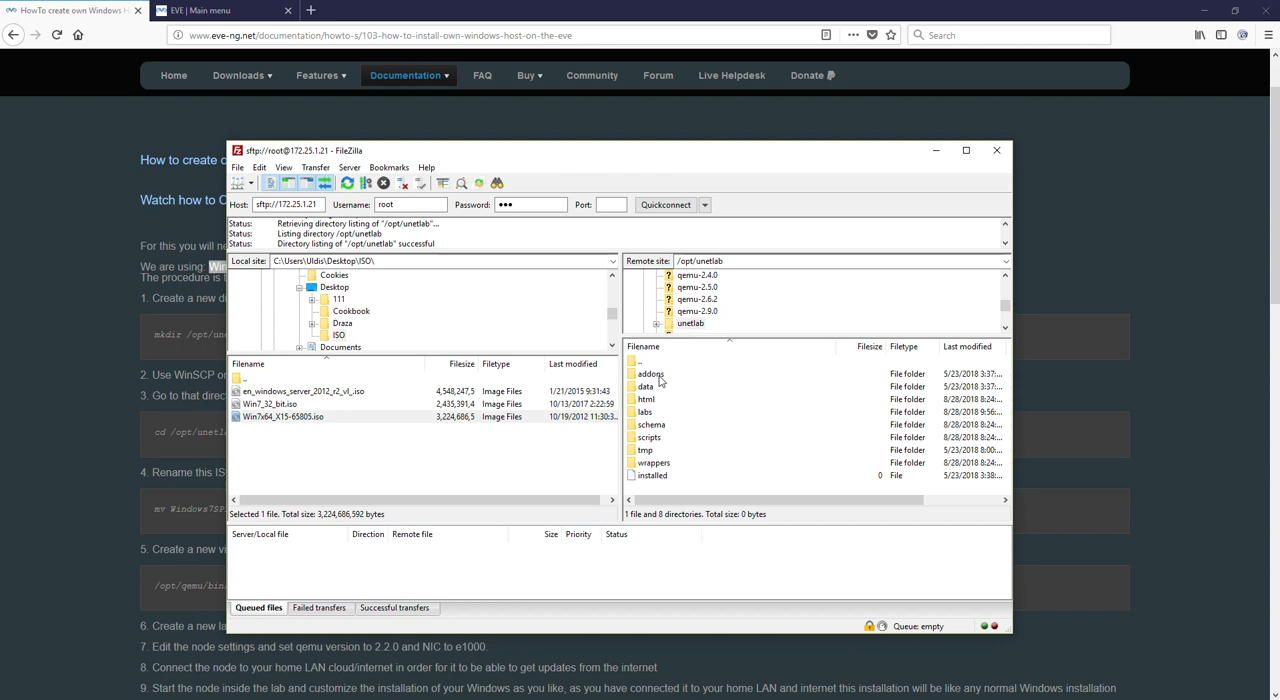 HowTo create own Windows H
EVE | Main menu
www.eve-ng.net/documentation/howto-s/103-how-to-install-own-windows-host-on-the-eve
Search
Home Downloads Features Documentation FAQ Buy Community Forum Live Helpdesk Donate
How to create o
Watch how to C
For this you will ne
We are using: Win
The procedure is t
1. Create a new di
mkdir /opt/une
2. Use WinSCP or
3. Go to that direc
cd /opt/unetl
4. Rename this IS
mv Windows7SP
5. Create a new vi
/opt/qemu/bin
6. Create a new la
7. Edit the node settings and set qemu version to 2.2.0 and NIC to e1000.
8. Connect the node to your home LAN cloud/internet in order for it to be able to get updates from the internet
9. Start the node inside the lab and customize the installation of your Windows as you like, as you have connected it to your home LAN and internet this installation will be like any normal Windows installation
sftp://root@172.25.1.21 - FileZilla
File Edit View Transfer Server Bookmarks Help
Host: sftp://172.25.1.21 Username: root Password: ●●● Port: Quickconnect
Status: Retrieving directory listing of "/opt/unetlab"...
Status: Listing directory /opt/unetlab
Status: Directory listing of "/opt/unetlab" successful
Local site: C:\Users\Uldis\Desktop\ISO\
Cookies
Desktop
111
Cookbook
Draza
ISO
Documents
Filename Filesize Filetype Last modified
..
en_windows_server_2012_r2_vl_.iso 4,548,247,5 Image Files 1/21/2015 9:31:43
Win7_32_bit.iso 2,435,391,4 Image Files 10/13/2017 2:22:59
Win7x64_X15-65805.iso 3,224,686,5 Image Files 10/19/2012 11:30:3...
Selected 1 file. Total size: 3,224,686,592 bytes
Remote site: /opt/unetlab
qemu-2.4.0
qemu-2.5.0
qemu-2.6.2
qemu-2.9.0
unetlab
Filename Filesize Filetype Last modified
..
addons File folder 5/23/2018 3:37:...
data File folder 5/23/2018 3:37:...
html File folder 8/28/2018 8:24:...
labs File folder 8/28/2018 9:56:...
schema File folder 8/28/2018 8:24:...
scripts File folder 8/28/2018 8:24:...
tmp File folder 5/23/2018 8:00:...
wrappers File folder 8/28/2018 8:24:...
installed 0 File 5/23/2018 3:38:...
1 file and 8 directories. Total size: 0 bytes
Server/Local file Direction Remote file Size Priority Status
Queued files Failed transfers Successful transfers
Queue: empty